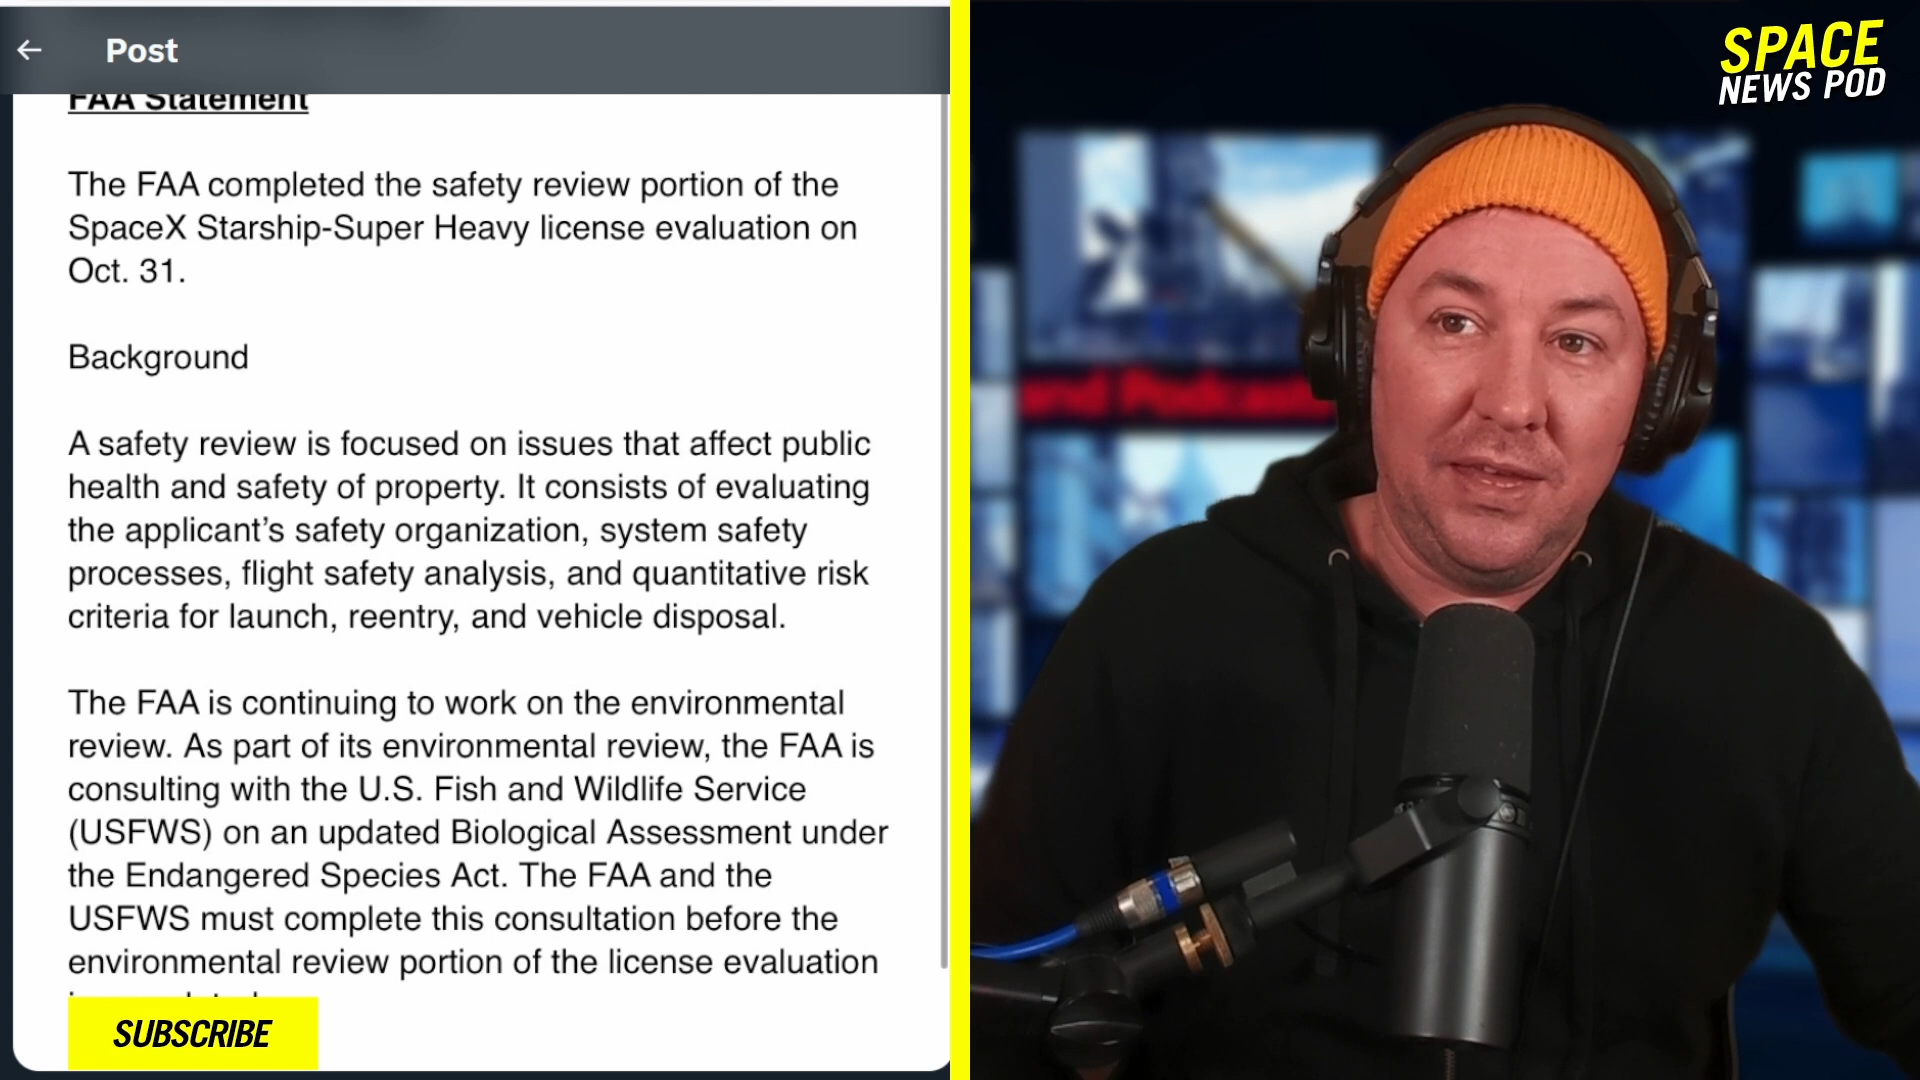 Post
FAA Statement
The FAA completed the safety review portion of the
SpaceX Starship-Super Heavy license evaluation on
Oct. 31.
Background
A safety review is focused on issues that affect public
health and safety of property. It consists of evaluating
the applicant’s safety organization, system safety
processes, flight safety analysis, and quantitative risk
criteria for launch, reentry, and vehicle disposal.
The FAA is continuing to work on the environmental
review. As part of its environmental review, the FAA is
consulting with the U.S. Fish and Wildlife Service
(USFWS) on an updated Biological Assessment under
the Endangered Species Act. The FAA and the
USFWS must complete this consultation before the
environmental review portion of the license evaluation
SUBSCRIBE
SPACE
NEWS POD
and Podcast